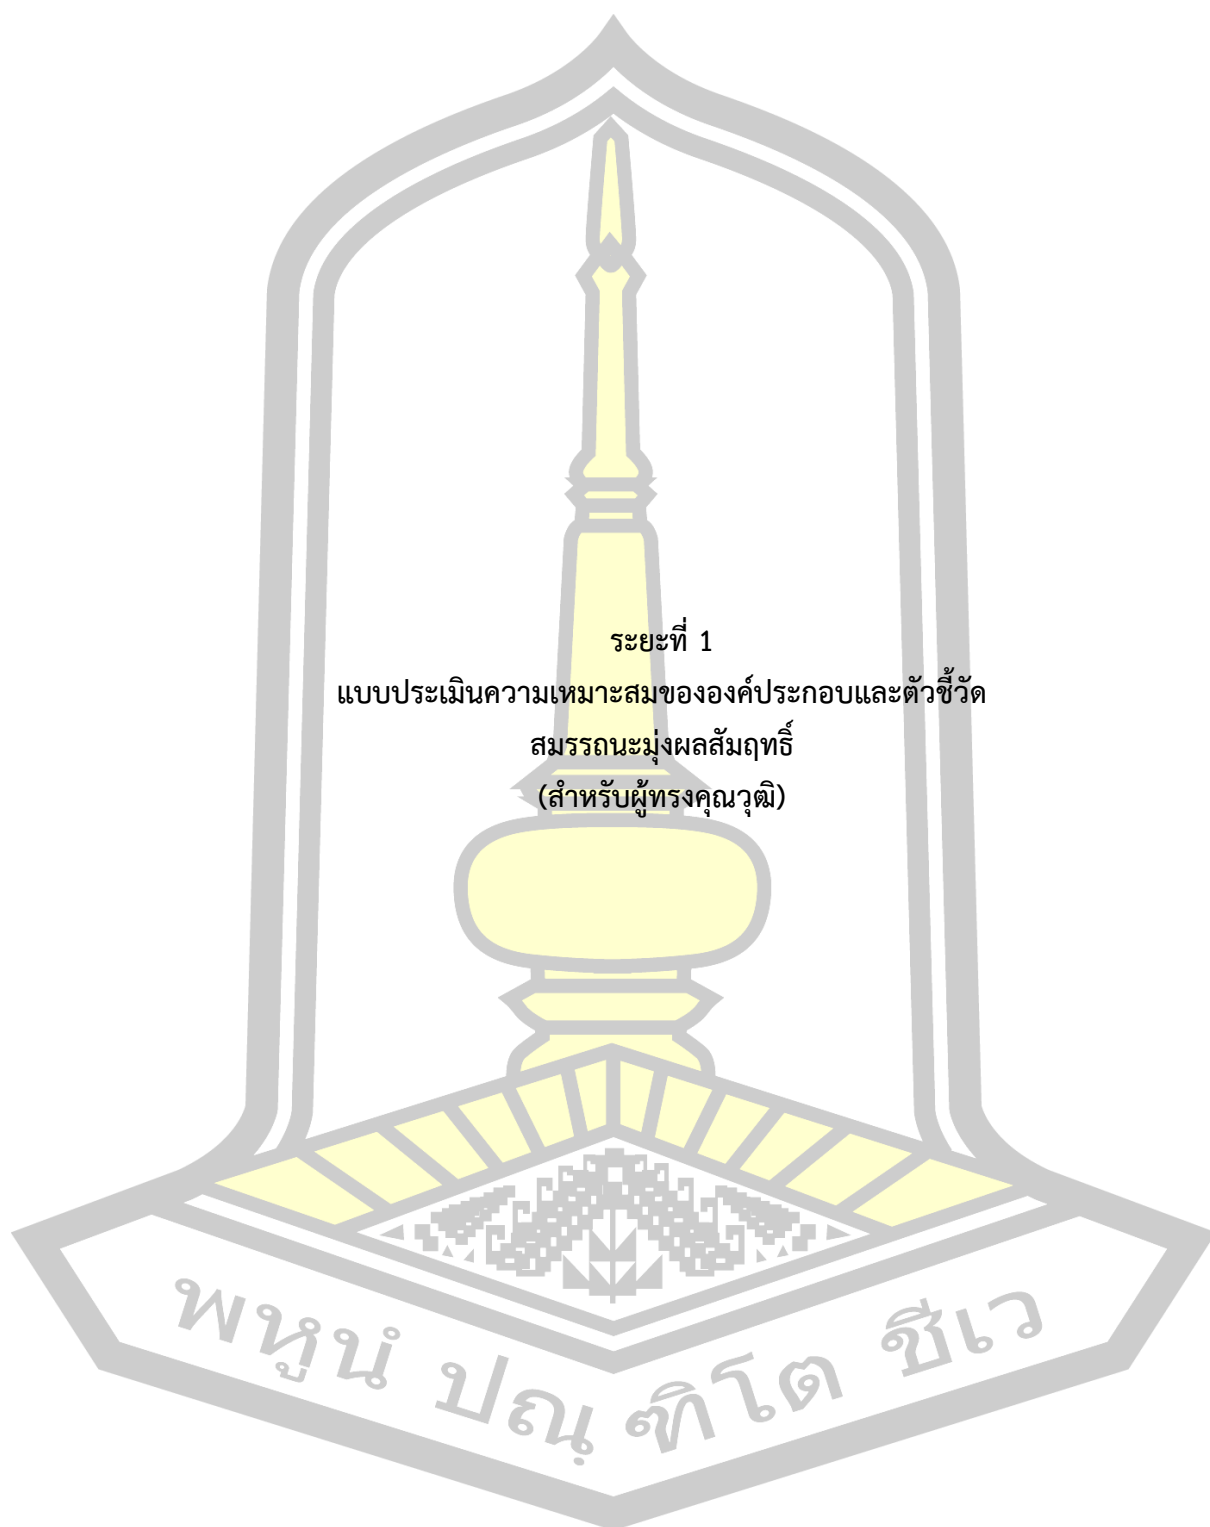 ระยะที่ 1
แบบประเมินความเหมาะสมขององค์ประกอบและตัวชี้วัด
สมรรถนะมุ่งผลสัมฤทธิ์
(สำหรับผู้ทรงคุณวุฒิ)
พหูนํ ปณฺฑิโต ชีเว